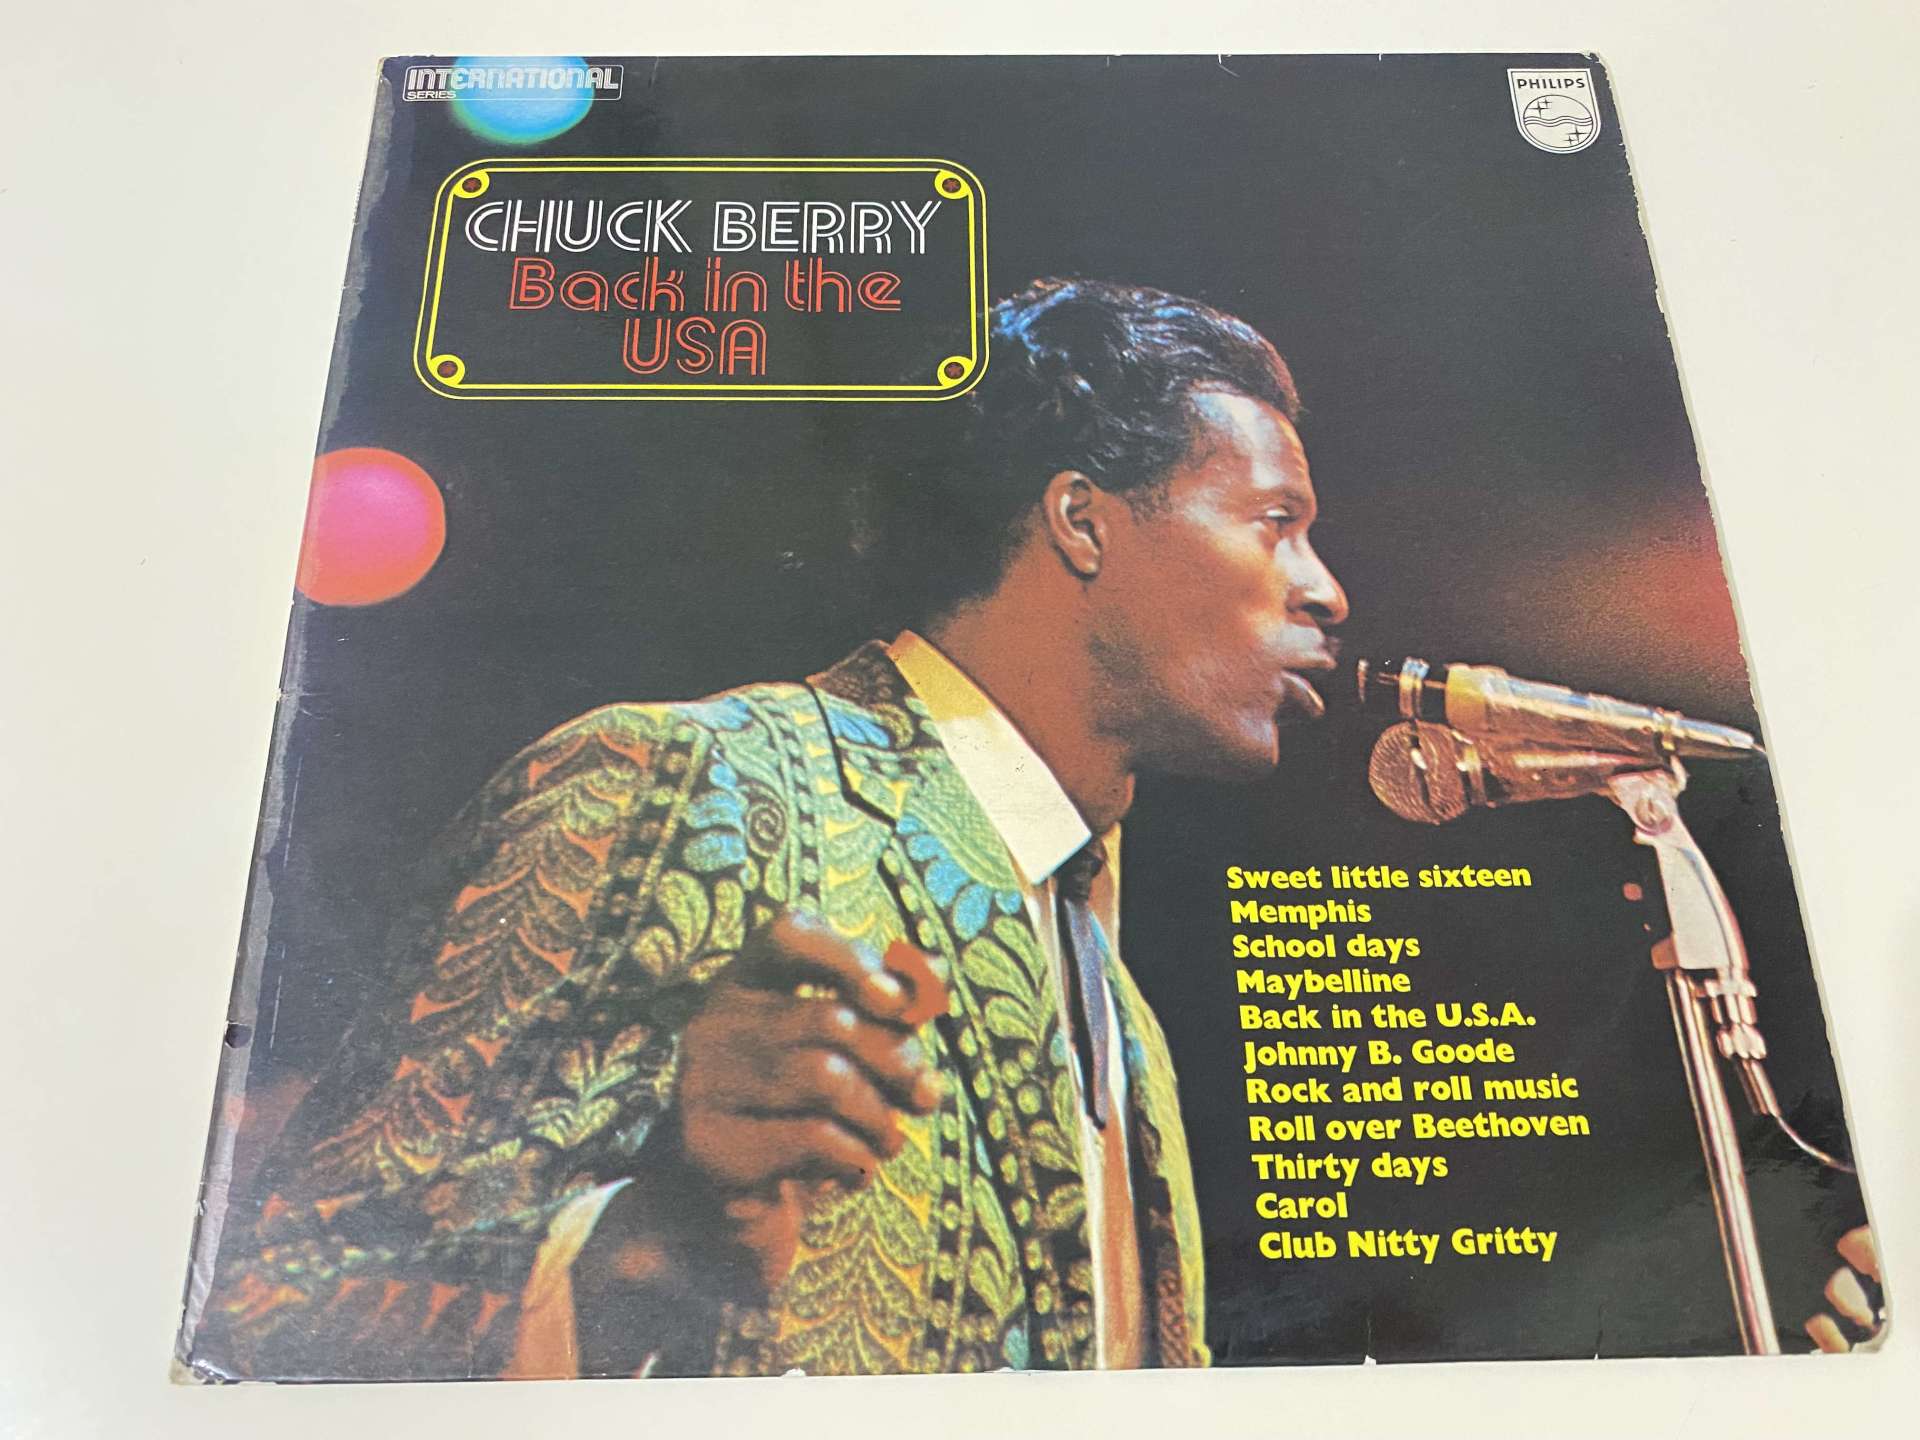 INTERNATIONAL
SERIES
PHILIPS
CHUCK BERRY
Back in the
USA
Sweet little sixteen
Memphis
School days
Maybelline
Back in the U.S.A.
Johnny B. Goode
Rock and roll music
Roll over Beethoven
Thirty days
Carol
Club Nitty Gritty